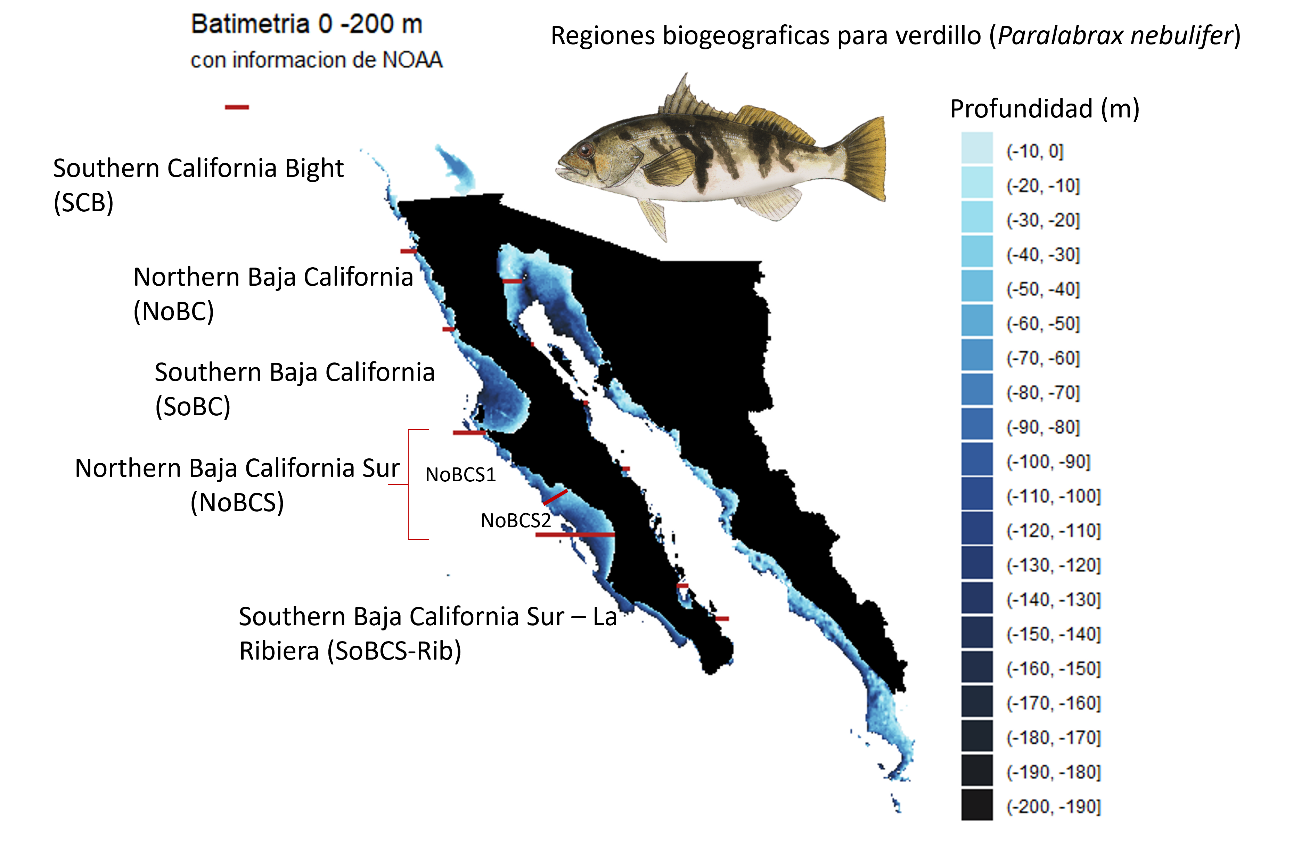 Batimetria 0 -200 m
con informacion de NOAA
Regiones biogeograficas para verdillo (Paralabrax nebulifer)
Southern California Bight
(SCB)
Northern Baja California
(NoBC)
Southern Baja California
(SoBC)
Northern Baja California Sur
(NoBCS)
NoBCS1
NoBCS2
Southern Baja California Sur – La
Ribiera (SoBCS-Rib)
Profundidad (m)
(-10, 0]
(-20, -10]
(-30, -20]
(-40, -30]
(-50, -40]
(-60, -50]
(-70, -60]
(-80, -70]
(-90, -80]
(-100, -90]
(-110, -100]
(-120, -110]
(-130, -120]
(-140, -130]
(-150, -140]
(-160, -150]
(-170, -160]
(-180, -170]
(-190, -180]
(-200, -190]